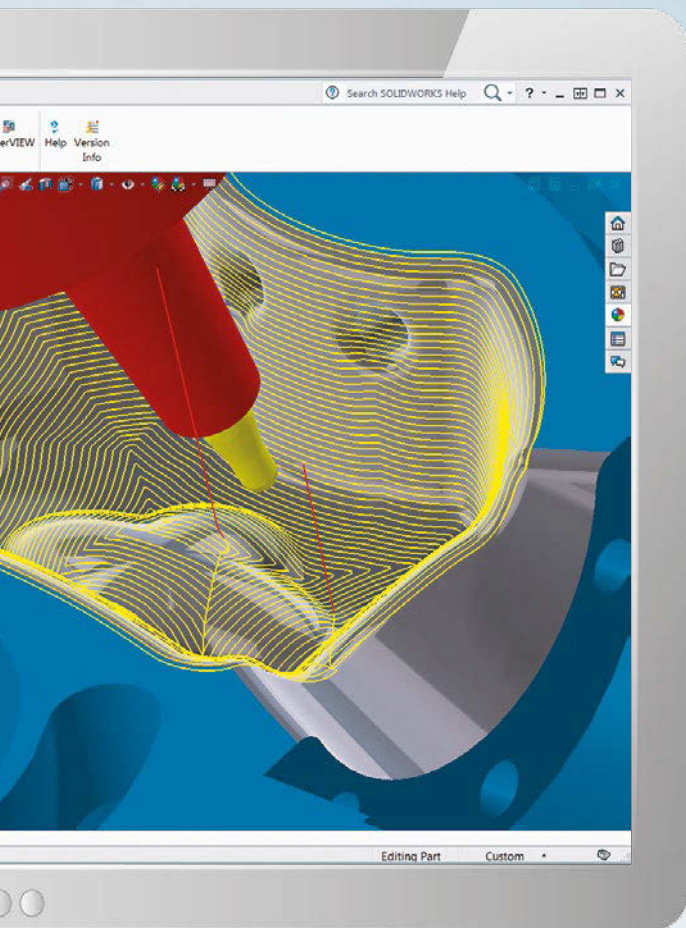 Search SOLIDWORKS Help
?
erVIEW Help Version
Info
Editing Part Custom